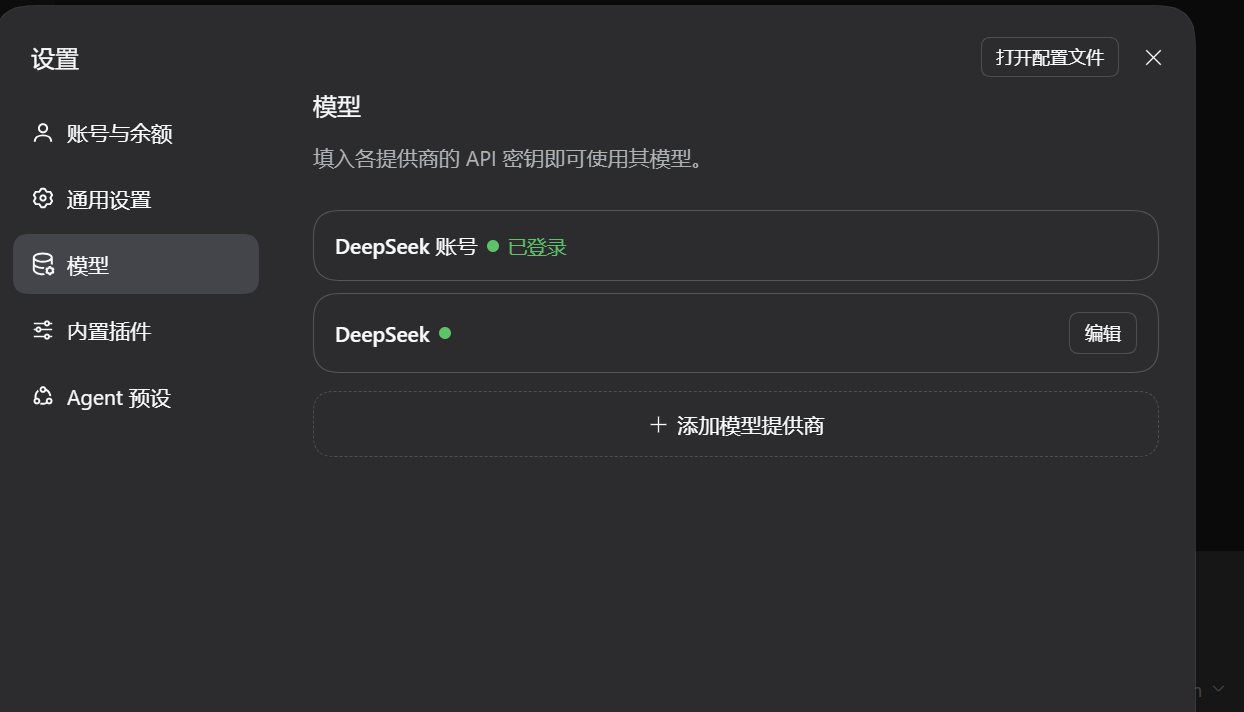 设置
打开配置文件
账号与余额
通用设置
模型
内置插件
Agent 预设
模型
填入各提供商的 API 密钥即可使用其模型。
DeepSeek 账号 已登录
DeepSeek
编辑
添加模型提供商